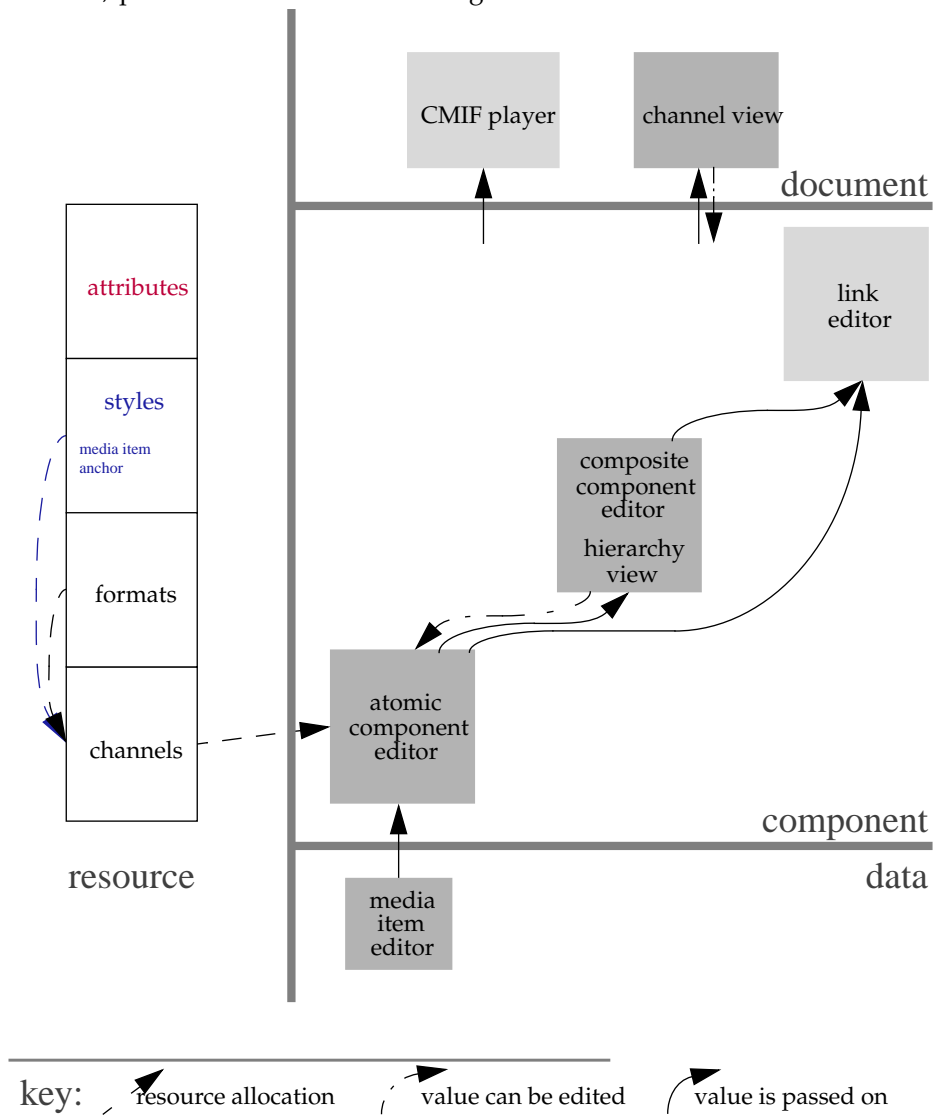 CMIF player
channel view
document
attributes
link
editor
styles
media item
anchor
composite
component
editor
hierarchy
view
formats
atomic
component
editor
channels
component
resource
data
media
item
editor
key:
resource allocation
value can be edited
value is passed on